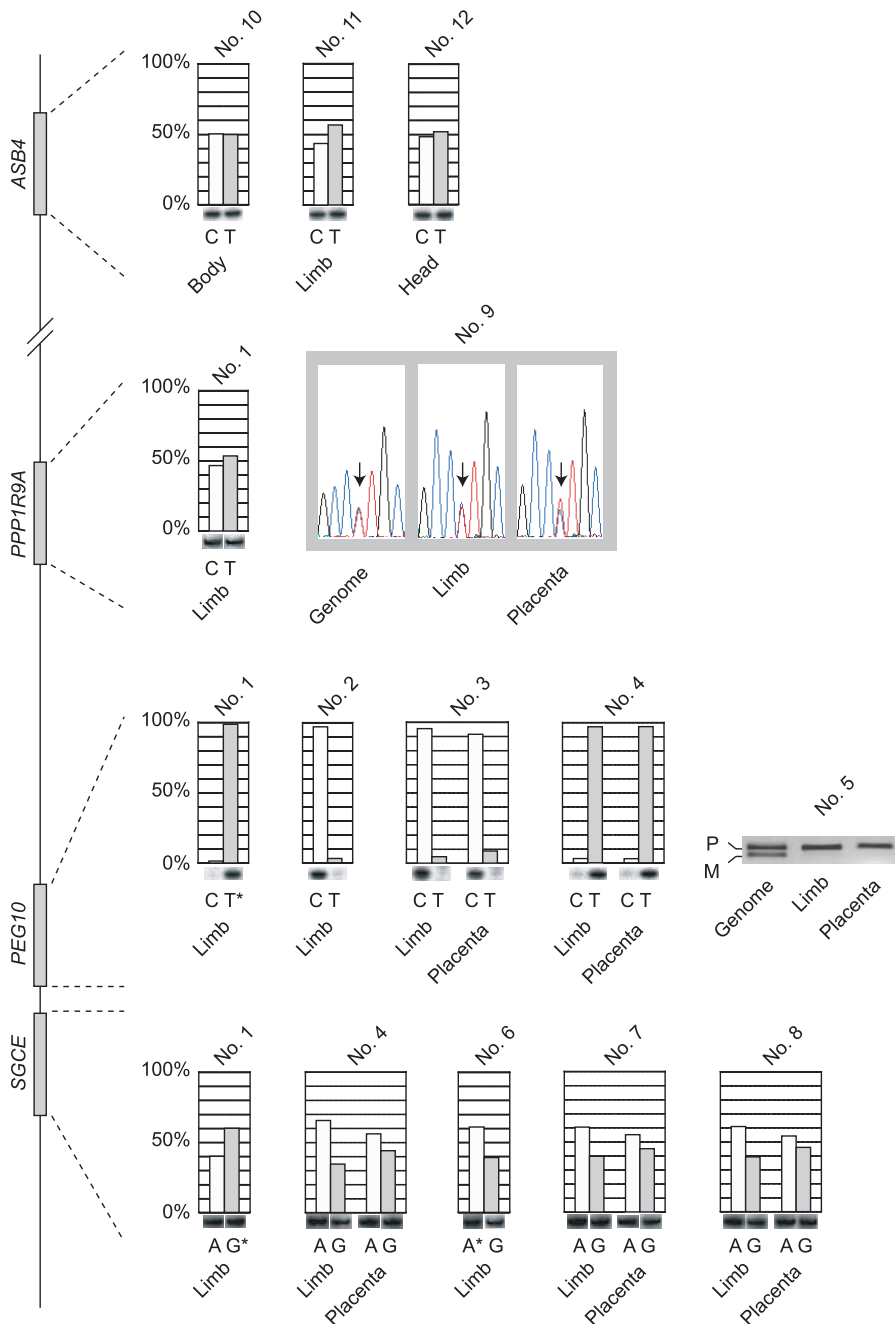 No. 10 No. 11 No. 12
100%
50%
0%
ASB4
C T C T C T
Body Limb Head
No. 1 No. 9
100%
50%
0%
PPP1R9A
C T
Limb Genome Limb Placenta
No. 1 No. 2 No. 3 No. 4 No. 5
100%
50%
0%
P
M
PEG10
C T* C T C T C T C T C T
Limb Limb Limb Placenta Limb Placenta Genome Limb Placenta
No. 1 No. 4 No. 6 No. 7 No. 8
100%
50%
0%
SGCE
A G* A G A G A* G A G A G A G A G
Limb Limb Placenta Limb Limb Placenta Limb Placenta